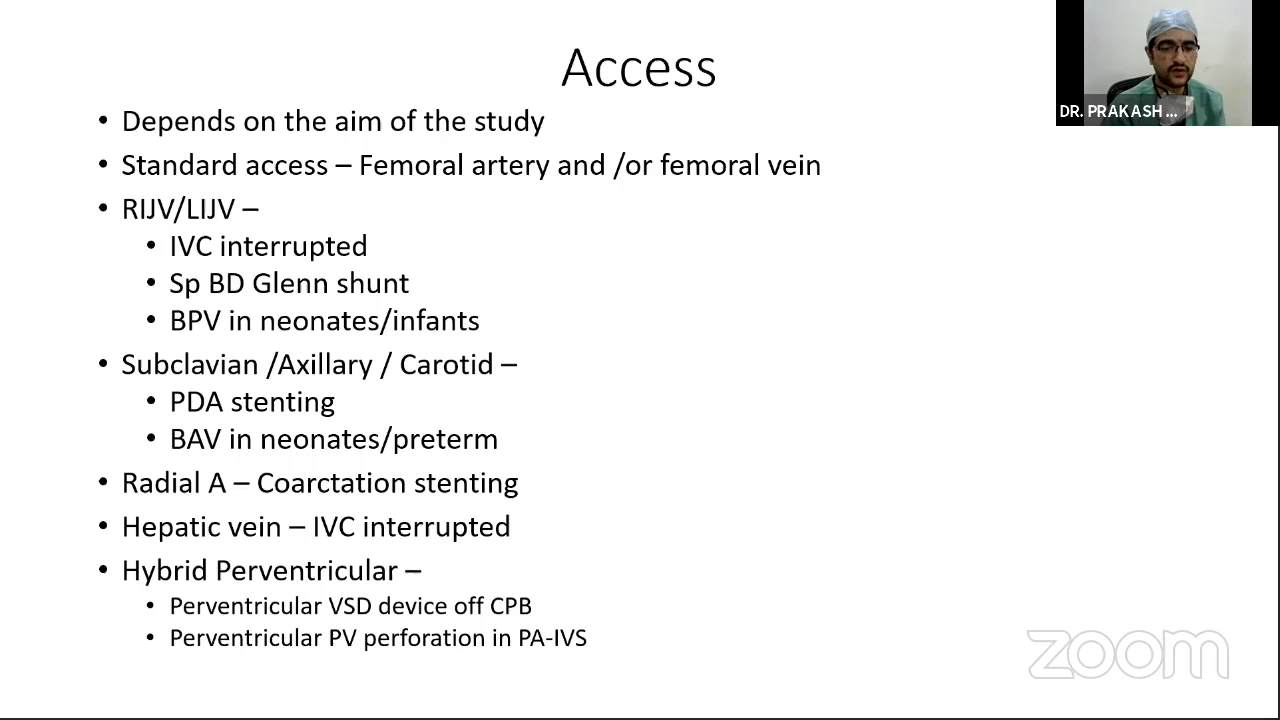 Access
DR. PRAKASH ...
• Depends on the aim of the study
• Standard access – Femoral artery and /or femoral vein
• RIJV/LIJV –
• IVC interrupted
• Sp BD Glenn shunt
• BPV in neonates/infants
• Subclavian /Axillary / Carotid –
• PDA stenting
• BAV in neonates/preterm
• Radial A – Coarctation stenting
• Hepatic vein – IVC interrupted
• Hybrid Perventricular –
• Perventricular VSD device off CPB
• Perventricular PV perforation in PA-IVS
zoom